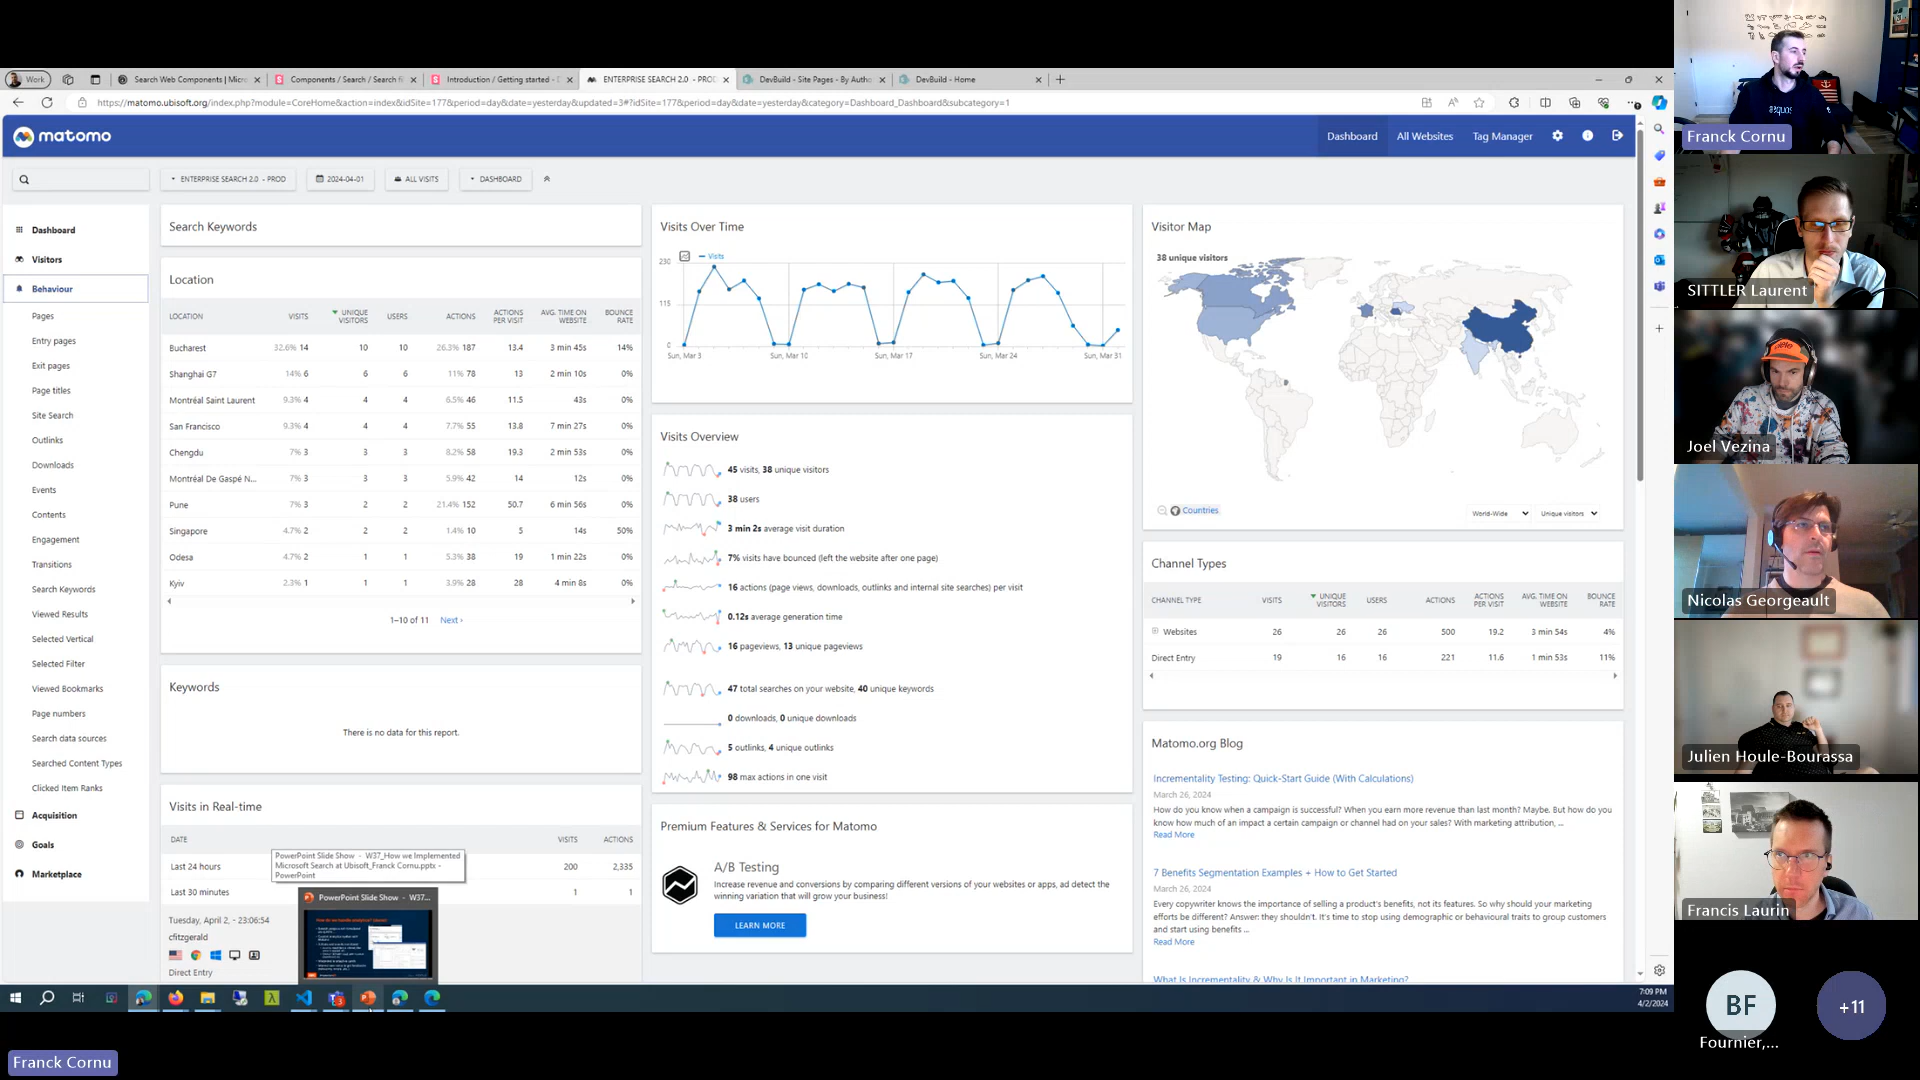 Work
Search Web Components | Micr
Components / Search / Search fi
Introduction / Getting started -
ENTERPRISE SEARCH 2.0 - PROD
DevBuild - Site Pages - By Autho
DevBuild - Home
https://matomo.ubisoft.org/index.php?module=CoreHome&action=index&idSite=177&period=day&date=yesterday&updated=3#?idSite=177&period=day&date=yesterday&category=Dashboard_Dashboard&subcategory=1
matomo
Dashboard
All Websites
Tag Manager
ENTERPRISE SEARCH 2.0 - PROD
2024-04-01
ALL VISITS
DASHBOARD
Dashboard
Visitors
Behaviour
Pages
Entry pages
Exit pages
Page titles
Site Search
Outlinks
Downloads
Events
Contents
Engagement
Transitions
Search Keywords
Viewed Results
Selected Vertical
Selected Filter
Viewed Bookmarks
Page numbers
Search data sources
Searched Content Types
Clicked Item Ranks
Acquisition
Goals
Marketplace
Search Keywords
Location
LOCATION VISITS UNIQUE VISITORS USERS ACTIONS ACTIONS PER VISIT AVG. TIME ON WEBSITE BOUNCE RATE
Bucharest 32.6% 14 10 10 26.3% 187 13.4 3 min 45s 14%
Shanghai G7 14% 6 6 6 11% 78 13 2 min 10s 0%
Montréal Saint Laurent 9.3% 4 4 4 6.5% 46 11.5 43s 0%
San Francisco 9.3% 4 4 4 7.7% 55 13.8 7 min 27s 0%
Chengdu 7% 3 3 3 8.2% 58 19.3 2 min 53s 0%
Montréal De Gaspé N... 7% 3 3 3 5.9% 42 14 12s 0%
Pune 7% 3 2 2 21.4% 152 50.7 6 min 56s 0%
Singapore 4.7% 2 2 2 1.4% 10 5 14s 50%
Odesa 4.7% 2 1 1 5.3% 38 19 1 min 22s 0%
Kyiv 2.3% 1 1 1 3.9% 28 28 4 min 8s 0%
1–10 of 11 Next ›
Keywords
There is no data for this report.
Visits in Real-time
DATE VISITS ACTIONS
Last 24 hours 200 2,335
Last 30 minutes 1 1
Tuesday, April 2, - 23:06:54
cfitzgerald
Direct Entry
PowerPoint Slide Show - W37_How we Implemented
Microsoft Search at Ubisoft_Franck Cornu.pptx -
PowerPoint
PowerPoint Slide Show - W37...
Visits Over Time
Visits
230
115
0
Sun, Mar 3 Sun, Mar 10 Sun, Mar 17 Sun, Mar 24 Sun, Mar 31
Visits Overview
45 visits, 38 unique visitors
38 users
3 min 2s average visit duration
7% visits have bounced (left the website after one page)
16 actions (page views, downloads, outlinks and internal site searches) per visit
0.12s average generation time
16 pageviews, 13 unique pageviews
47 total searches on your website, 40 unique keywords
0 downloads, 0 unique downloads
5 outlinks, 4 unique outlinks
98 max actions in one visit
Premium Features & Services for Matomo
A/B Testing
Increase revenue and conversions by comparing different versions of your websites or apps, ad detect the
winning variation that will grow your business!
LEARN MORE
Visitor Map
38 unique visitors
Countries
World-Wide
Unique visitors
Channel Types
CHANNEL TYPE VISITS UNIQUE VISITORS USERS ACTIONS ACTIONS PER VISIT AVG. TIME ON WEBSITE BOUNCE RATE
Websites 26 26 26 500 19.2 3 min 54s 4%
Direct Entry 19 16 16 221 11.6 1 min 53s 11%
Matomo.org Blog
Incrementality Testing: Quick-Start Guide (With Calculations)
March 26, 2024
How do you know when a campaign is successful? When you earn more revenue than last month? Maybe. But how do you
know how much of an impact a certain campaign or channel had on your sales? With marketing attribution, ...
Read More
7 Benefits Segmentation Examples + How to Get Started
March 26, 2024
Every copywriter knows the importance of selling a product's benefits, not its features. So why should your marketing
efforts be different? Answer: they shouldn't. It's time to stop using demographic or behavioural traits to group customers
and start using benefits ...
Read More
What Is Incrementality & Why Is It Important in Marketing?
7:09 PM
4/2/2024
Franck Cornu
Franck Cornu
SITTLER Laurent
Joel Vezina
Nicolas Georgeault
Julien Houle-Bourassa
Francis Laurin
BF
Fournier,...
+11